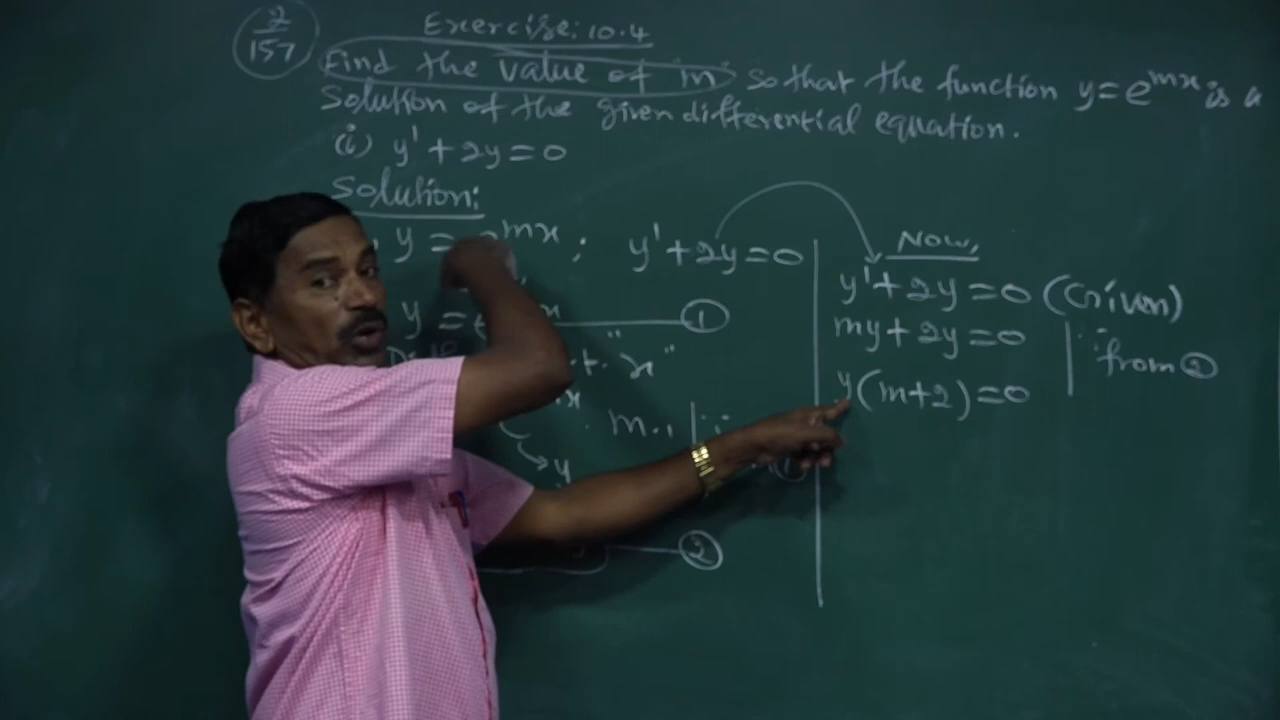 2/157
Exercise: 10.4
Find the value of "m" so that the function y = e^mx is a
Solution of the given differential equation.
(i) y' + 2y = 0
Solution:
y = e^mx ; y' + 2y = 0
y = e ①
"x"
m.
y
②
Now,
y' + 2y = 0 (Given)
my + 2y = 0 ∵ from ②
y(m+2) = 0